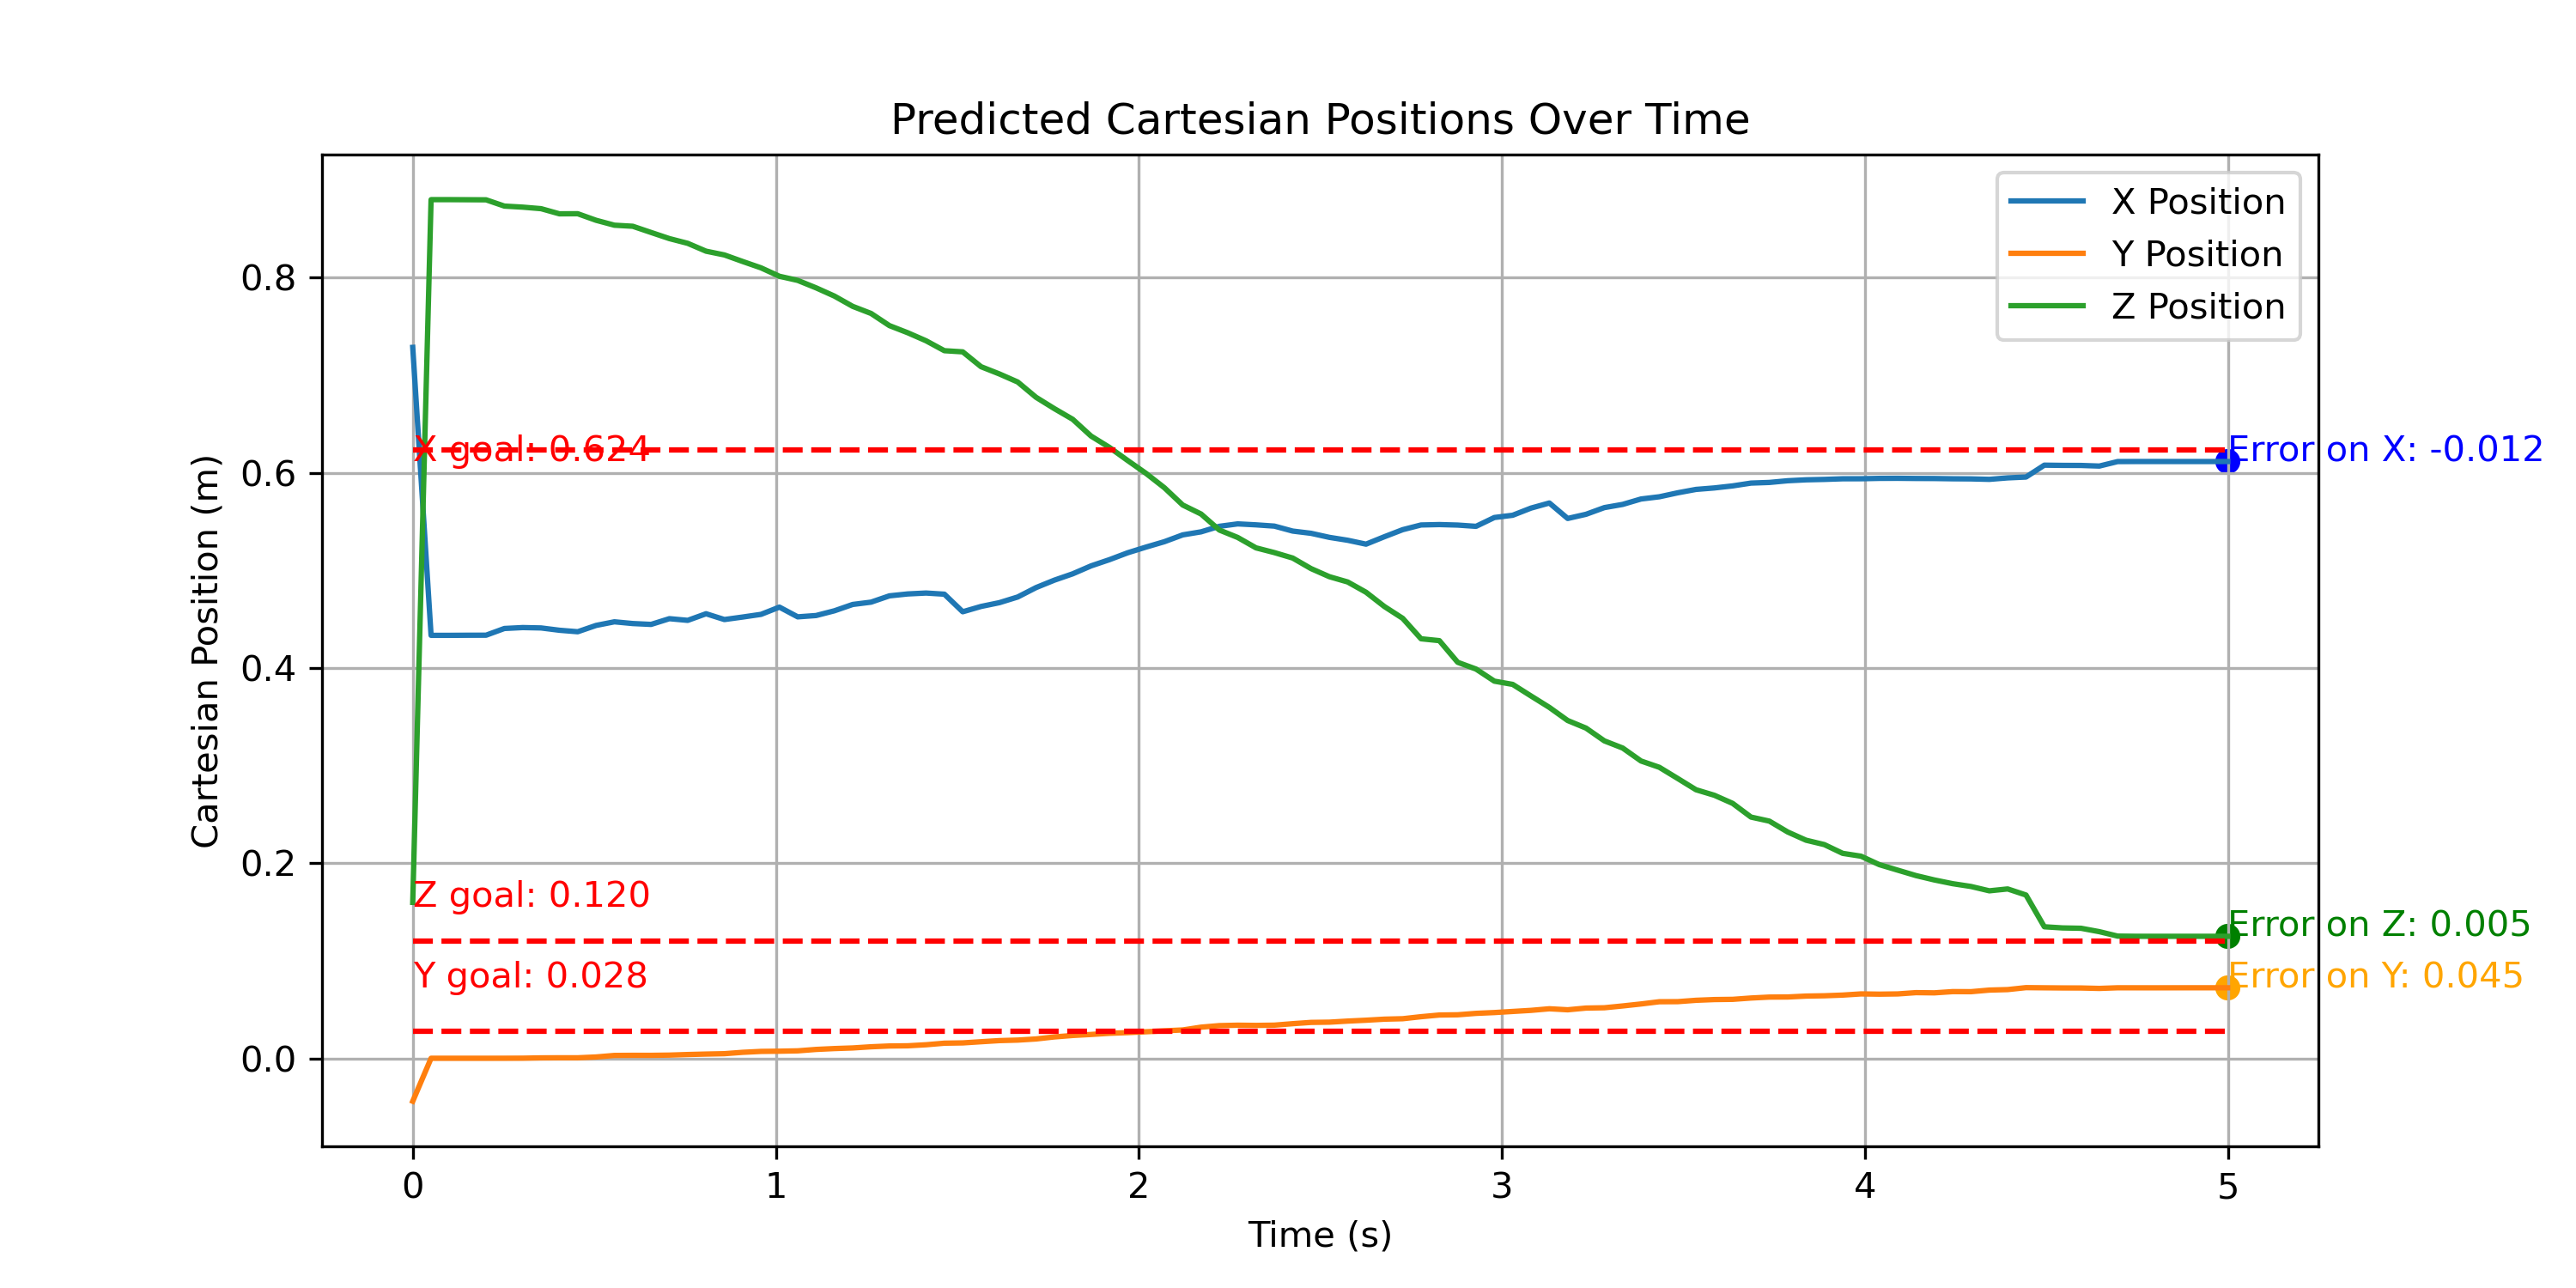 Predicted Cartesian Positions Over Time
X Position
Y Position
Z Position
Cartesian Position (m)
0.8
0.6
0.4
0.2
0.0
X goal: 0.624
Error on X: -0.012
Z goal: 0.120
Error on Z: 0.005
Y goal: 0.028
Error on Y: 0.045
0 1 2 3 4 5
Time (s)